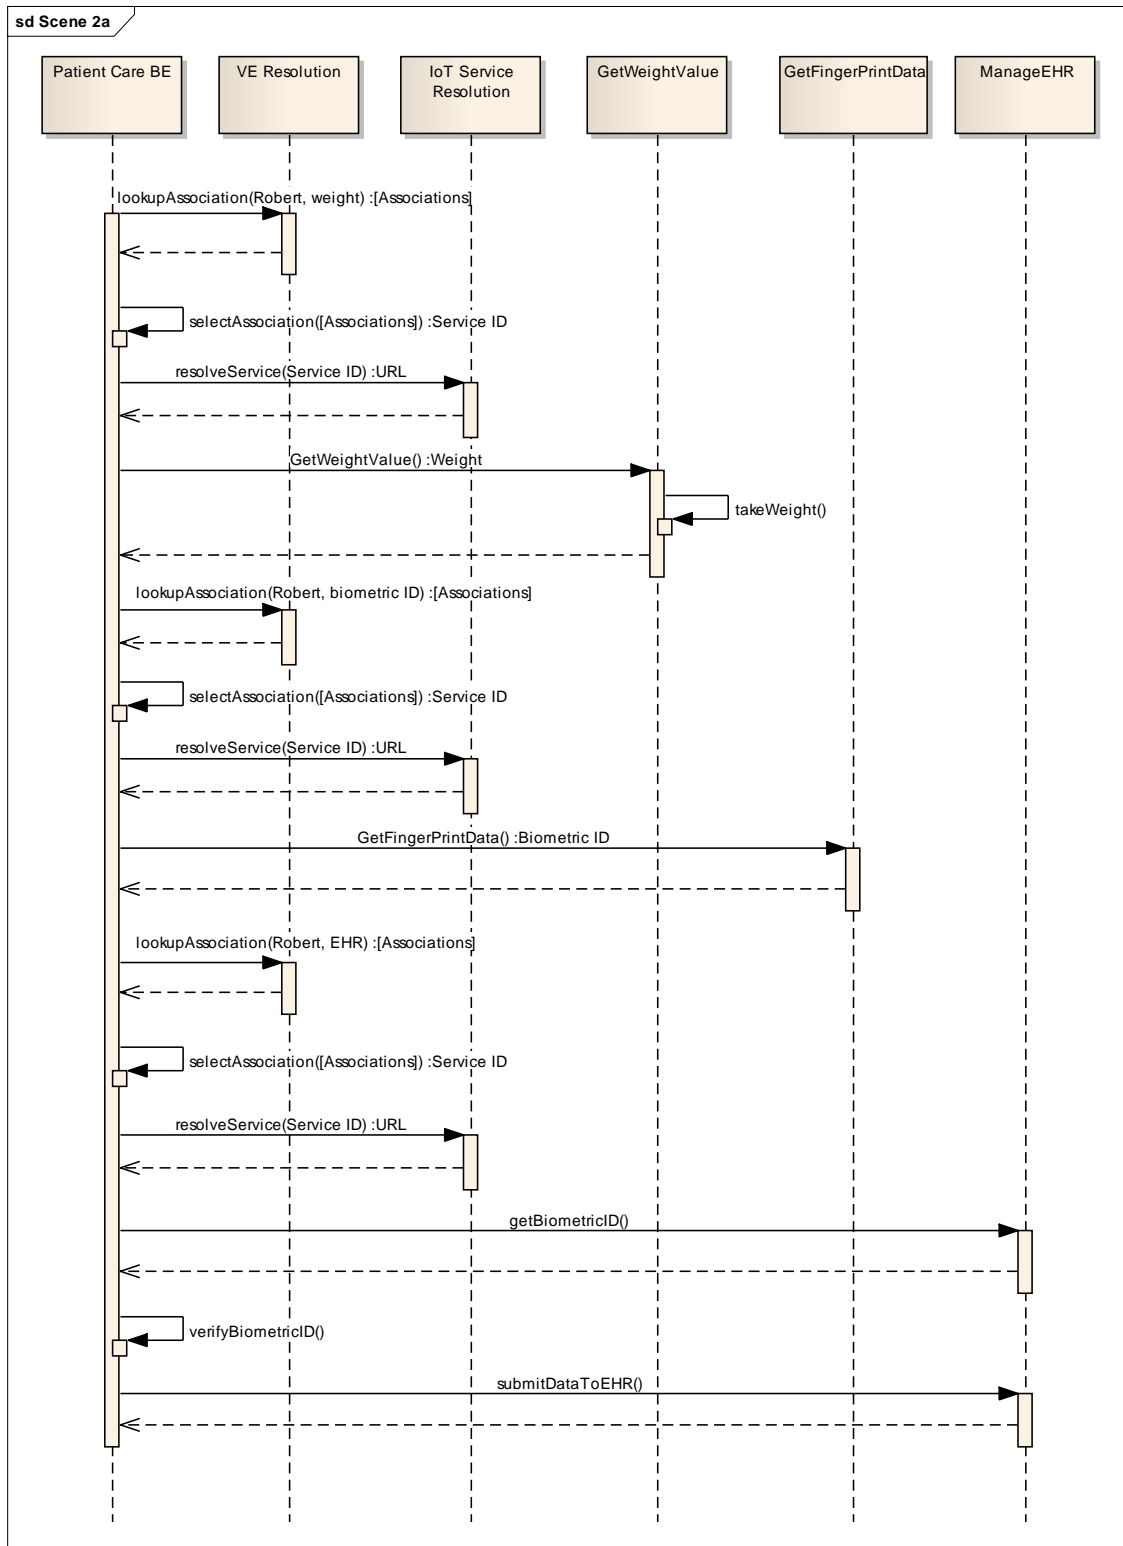 sd Scene 2a
Patient Care BE
VE Resolution
IoT Service
Resolution
GetWeightValue
GetFingerPrintData
ManageEHR
lookupAssociation(Robert, weight) :[Associations]
selectAssociation([Associations]) :Service ID
resolveService(Service ID) :URL
GetWeightValue() :Weight
takeWeight()
lookupAssociation(Robert, biometric ID) :[Associations]
selectAssociation([Associations]) :Service ID
resolveService(Service ID) :URL
GetFingerPrintData() :Biometric ID
lookupAssociation(Robert, EHR) :[Associations]
selectAssociation([Associations]) :Service ID
resolveService(Service ID) :URL
getBiometricID()
verifyBiometricID()
submitDataToEHR()